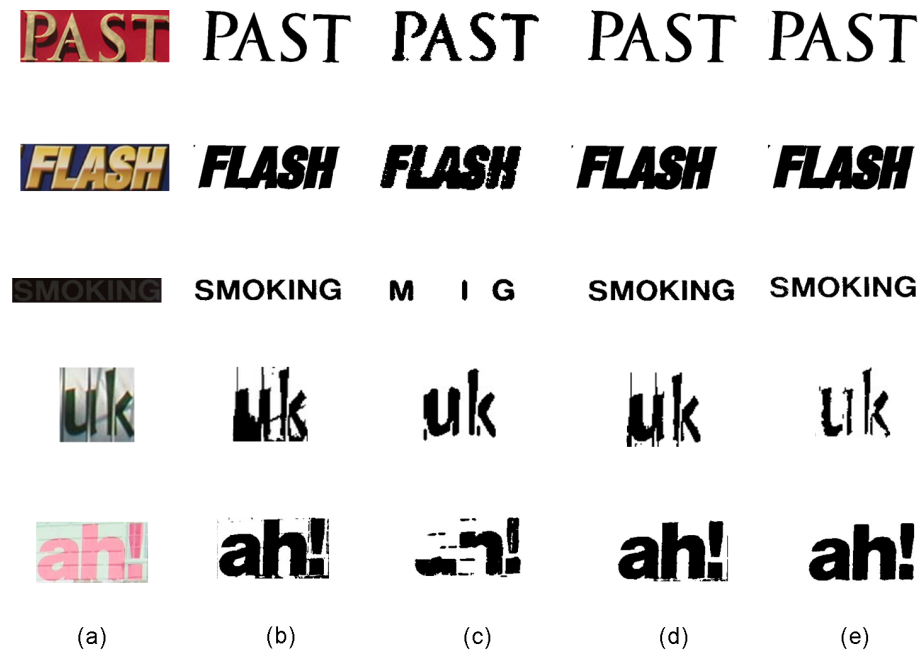 PAST PAST PAST PAST PAST
FLASH FLASH FLASH FLASH FLASH
SMOKING SMOKING M I G SMOKING SMOKING
uk uk uk uk uk
ah! ah! ah! ah! ah!
(a) (b) (c) (d) (e)